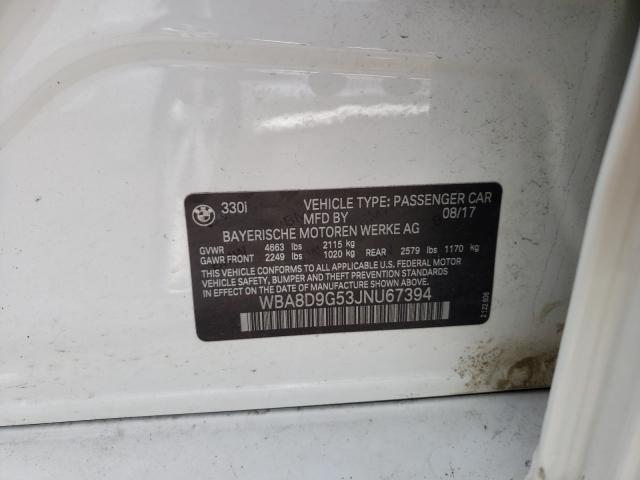 330i VEHICLE TYPE: PASSENGER CAR
MFD BY 08/17
BAYERISCHE MOTOREN WERKE AG
GVWR 4663 lbs 2115 kg
GAWR FRONT 2249 lbs 1020 kg REAR 2579 lbs 1170 kg
THIS VEHICLE CONFORMS TO ALL APPLICABLE U.S. FEDERAL MOTOR
VEHICLE SAFETY, BUMPER AND THEFT PREVENTION STANDARDS
IN EFFECT ON THE DATE OF MANUFACTURE SHOWN ABOVE.
WBA8D9G53JNU67394